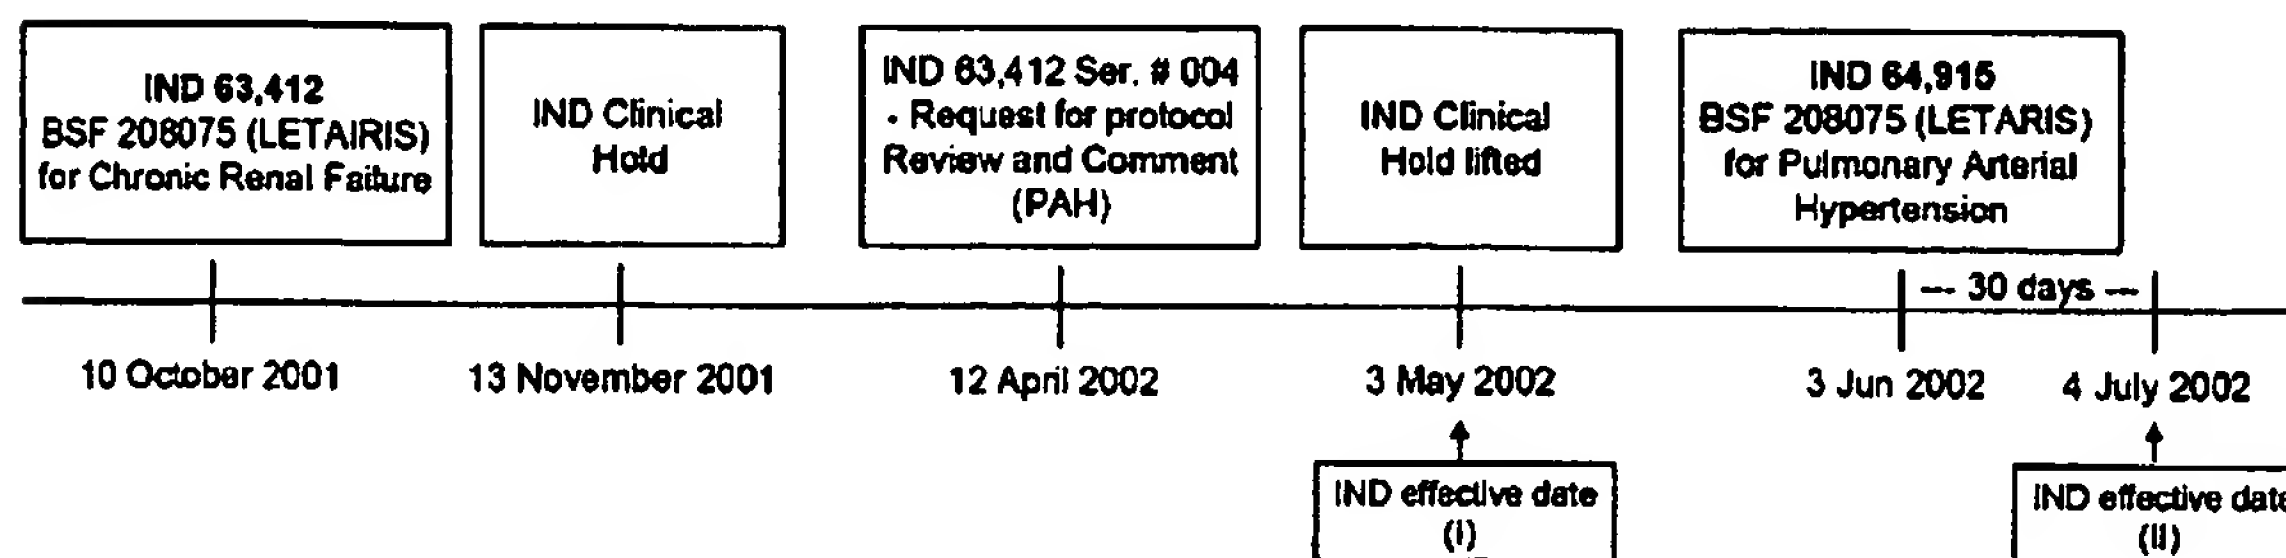 IND 63,412
BSF 208075 (LETAIRIS)
for Chronic Renal Failure
IND Clinical
Hold
IND 63,412 Ser. # 004
- Request for protocol
Review and Comment
(PAH)
IND Clinical
Hold lifted
IND 64,915
BSF 208075 (LETARIS)
for Pulmonary Arterial
Hypertension
--- 30 days ---
10 October 2001
13 November 2001
12 April 2002
3 May 2002
3 Jun 2002
4 July 2002
IND effective date
(I)
IND effective date
(II)